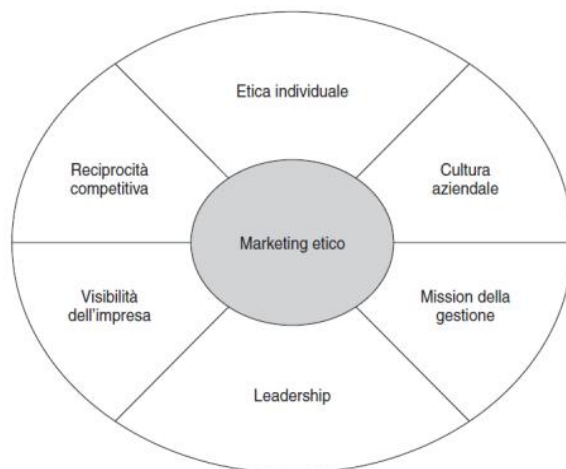 Etica individuale
Reciprocità
competitiva
Cultura
aziendale
Marketing etico
Visibilità
dell'impresa
Mission della
gestione
Leadership